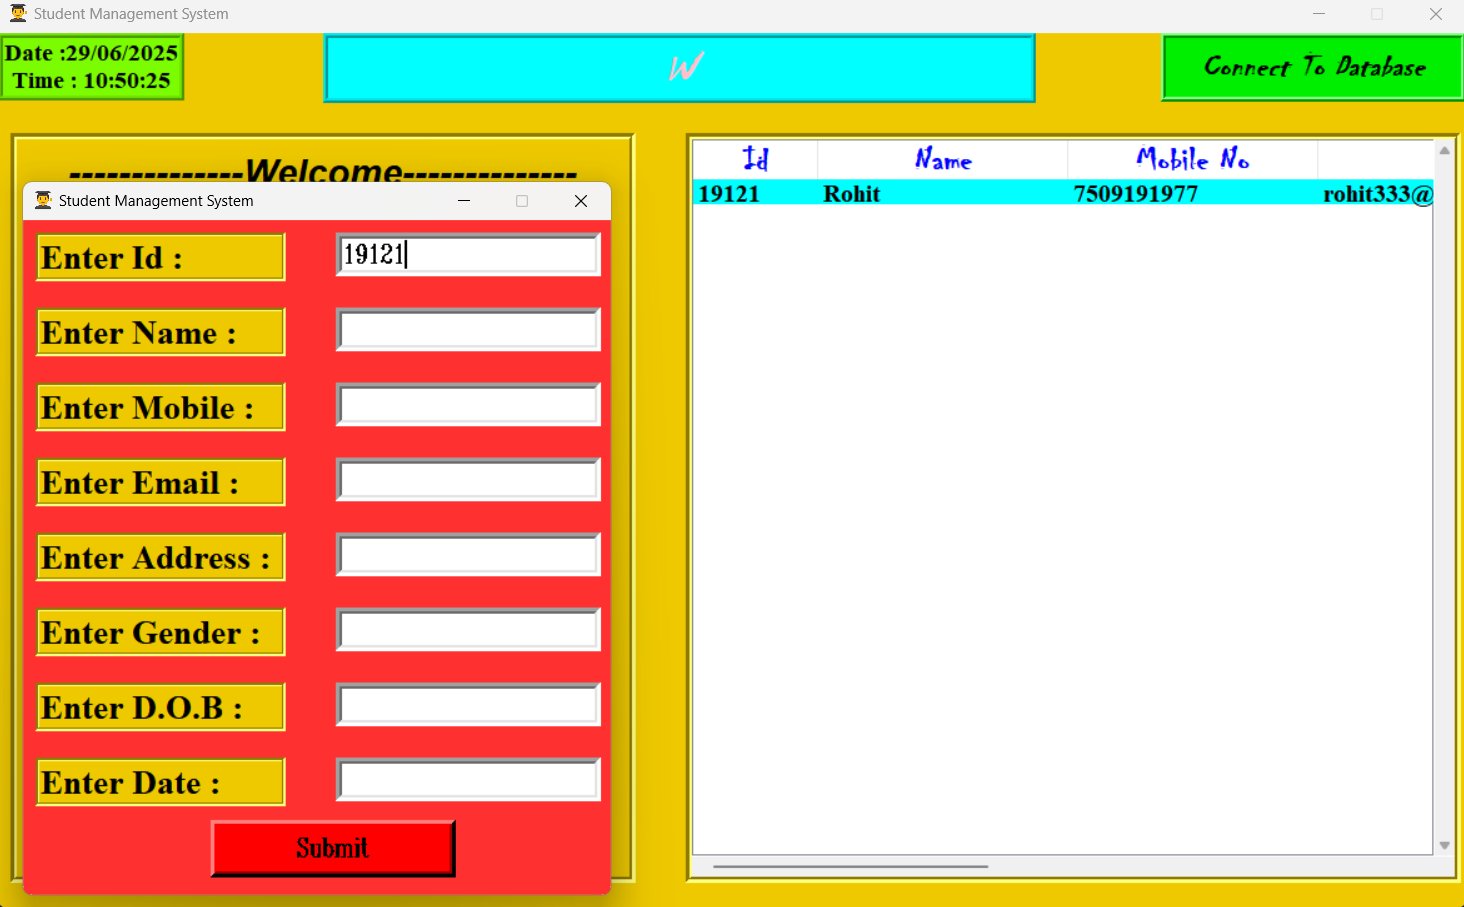 Student Management System
Date :29/06/2025
Time : 10:50:25
W
Connect To Database
--------------Welcome--------------
Student Management System
Enter Id : 19121
Enter Name :
Enter Mobile :
Enter Email :
Enter Address :
Enter Gender :
Enter D.O.B :
Enter Date :
Submit
Id Name Mobile No
19121 Rohit 7509191977 rohit333@